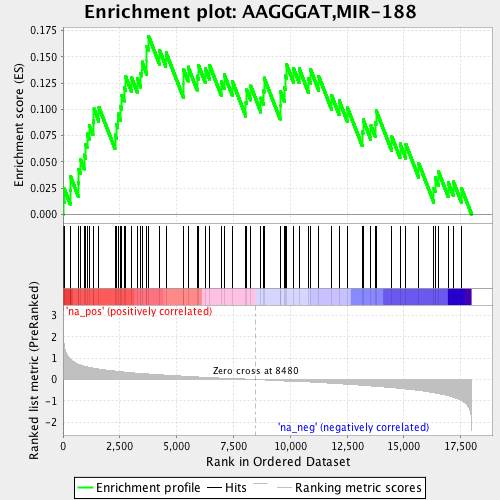 Enrichment plot: AAGGGAT,MIR-188
Enrichment score (ES)
0.175
0.150
0.125
0.100
0.075
0.050
0.025
0.000
Ranked list metric (PreRanked)
'na_pos' (positively correlated)
3
2
1
0
-1
-2
Zero cross at 8480
'na_neg' (negatively correlated)
0
2,500
5,000
7,500
10,000
12,500
15,000
17,500
Rank in Ordered Dataset
Enrichment profile
Hits
Ranking metric scores